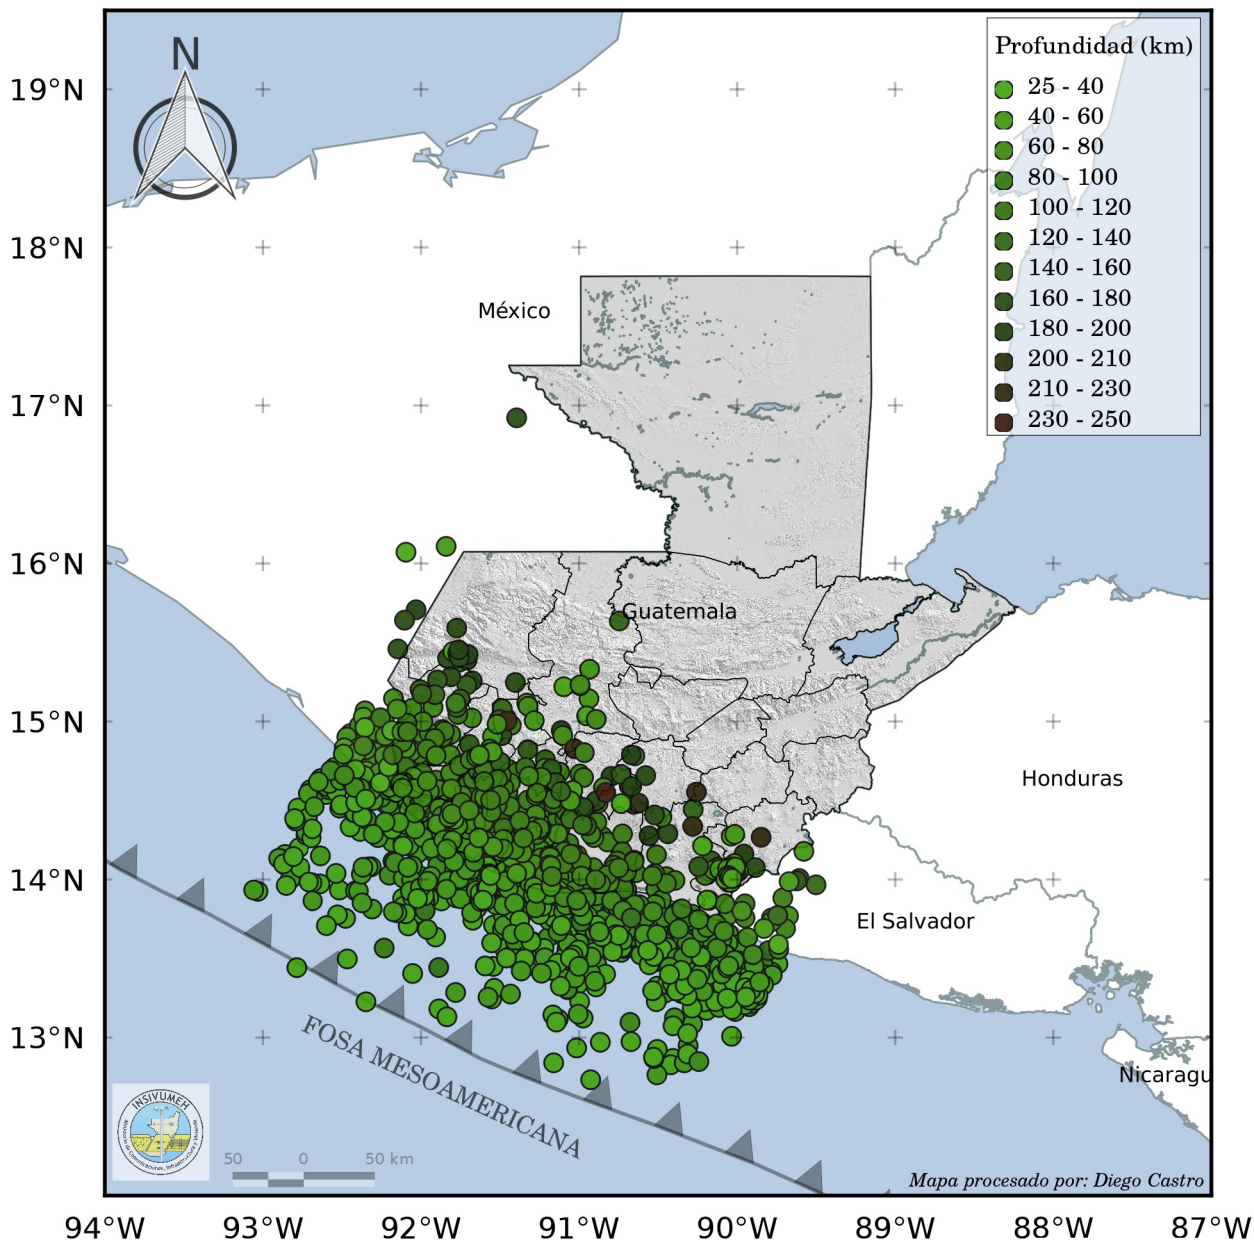 N
Profundidad (km)
25 - 40
40 - 60
60 - 80
80 - 100
100 - 120
120 - 140
140 - 160
160 - 180
180 - 200
200 - 210
210 - 230
230 - 250
19°N
18°N
17°N
16°N
15°N
14°N
13°N
México
Guatemala
Honduras
El Salvador
Nicaragu
FOSA MESOAMERICANA
INSIVUMEH
50 0 50 km
Mapa procesado por: Diego Castro
94°W 93°W 92°W 91°W 90°W 89°W 88°W 87°W